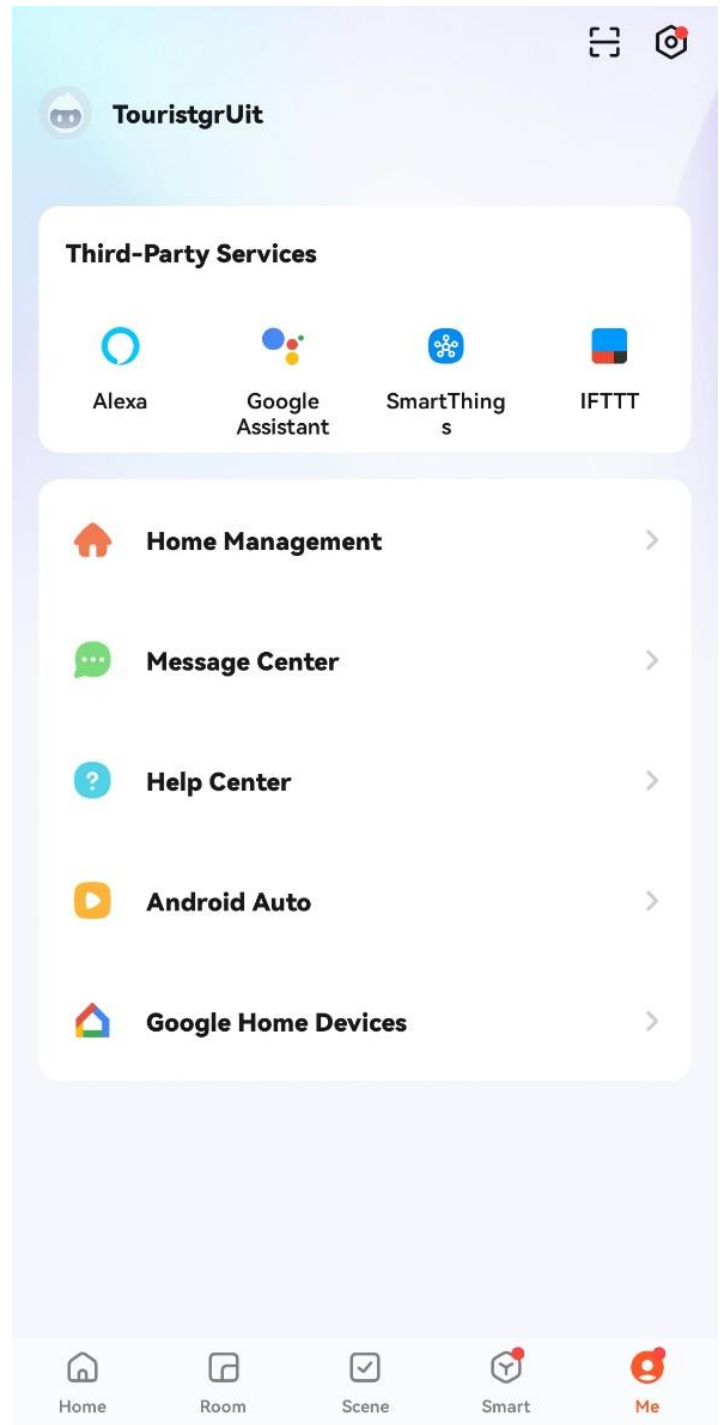 TouristgrUit
Third-Party Services
Alexa
Google
Assistant
SmartThing
s
IFTTT
Home Management
Message Center
Help Center
Android Auto
Google Home Devices
Home
Room
Scene
Smart
Me